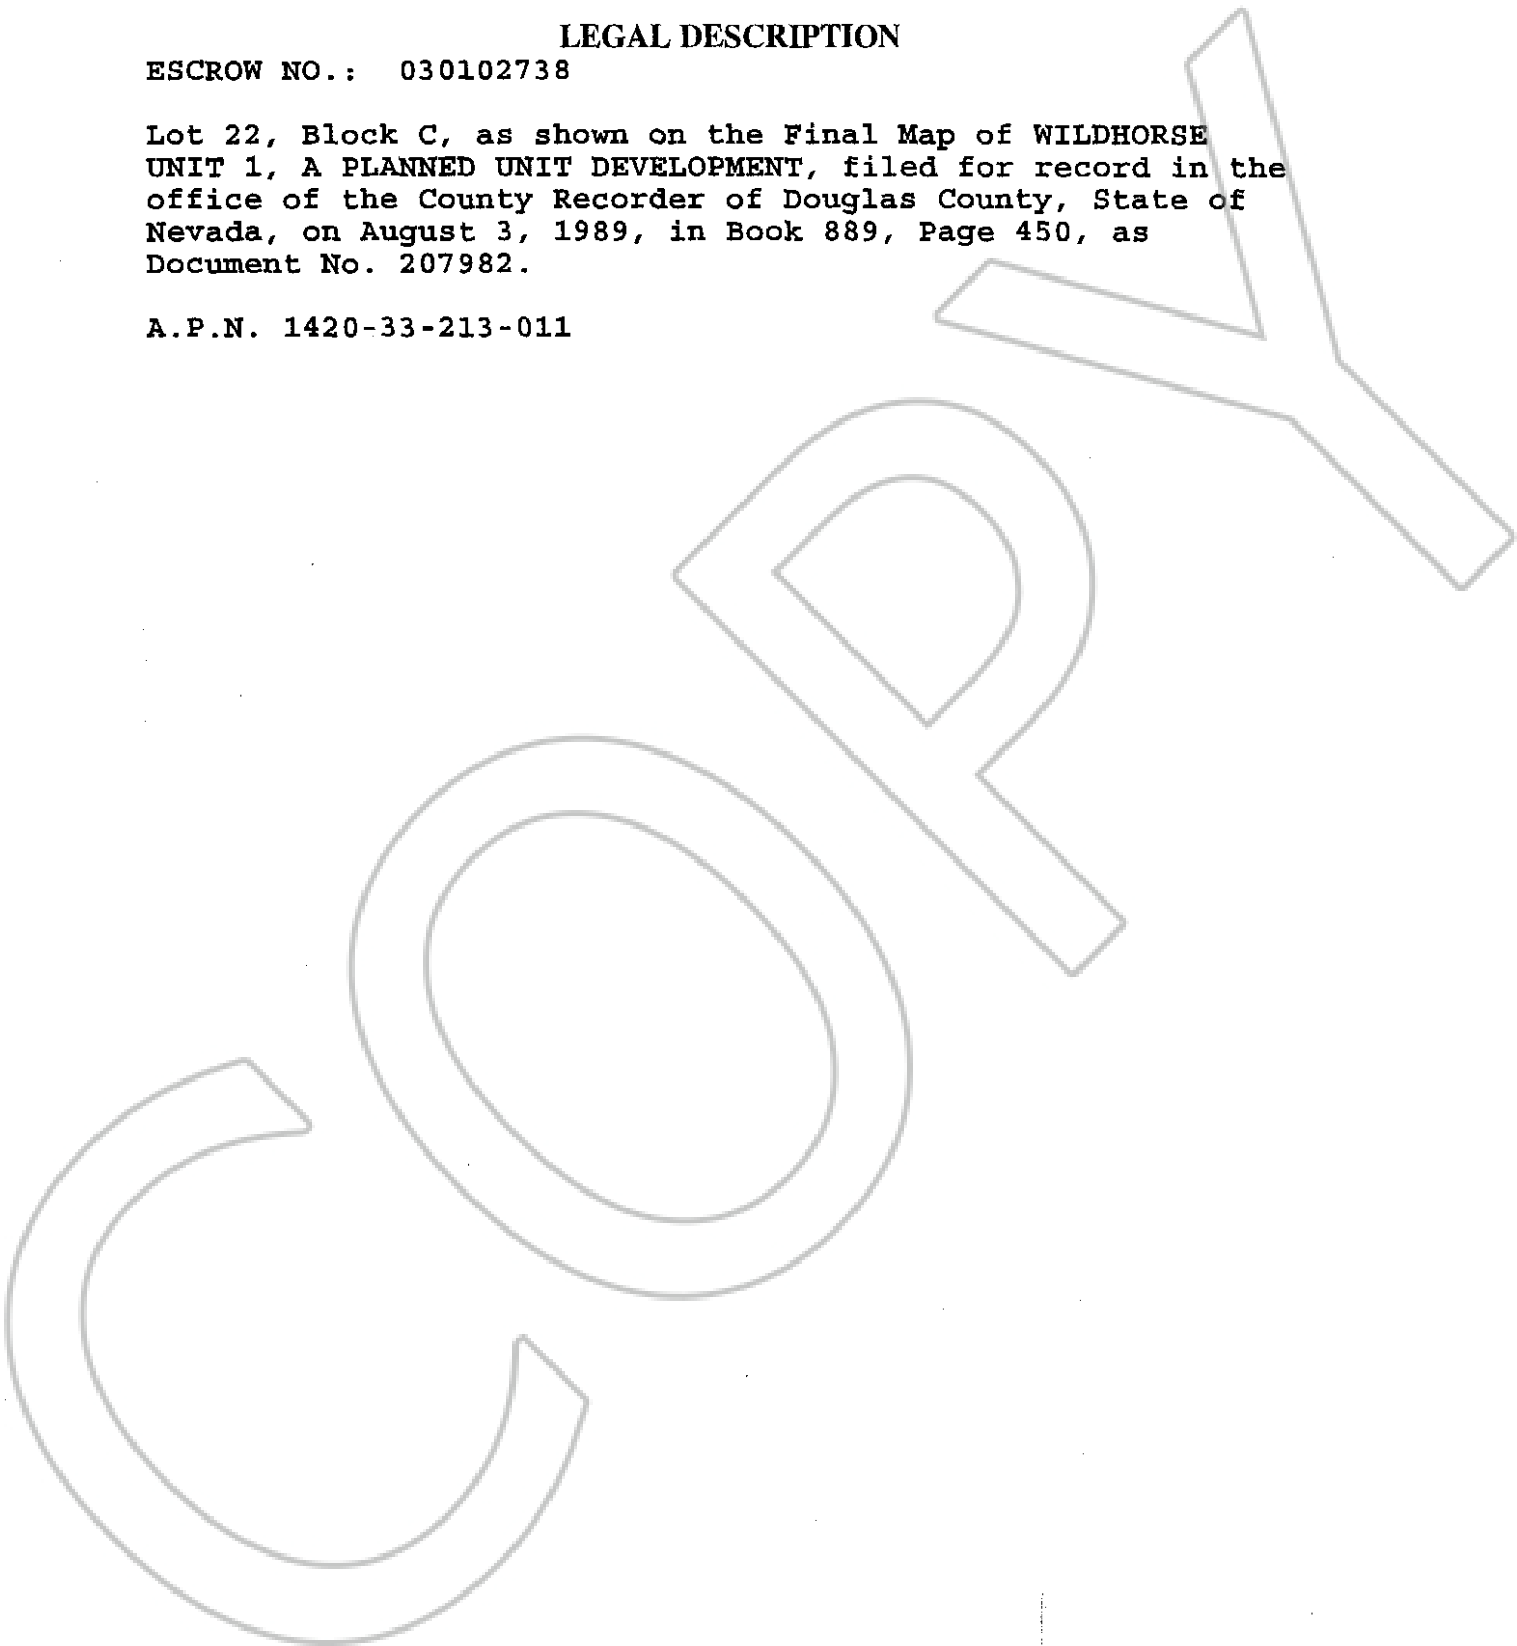 LEGAL DESCRIPTION
ESCROW NO.: 030102738
Lot 22, Block C, as shown on the Final Map of WILDHORSE
UNIT 1, A PLANNED UNIT DEVELOPMENT, filed for record in the
office of the County Recorder of Douglas County, State of
Nevada, on August 3, 1989, in Book 889, Page 450, as
Document No. 207982.
A.P.N. 1420-33-213-011
COPY